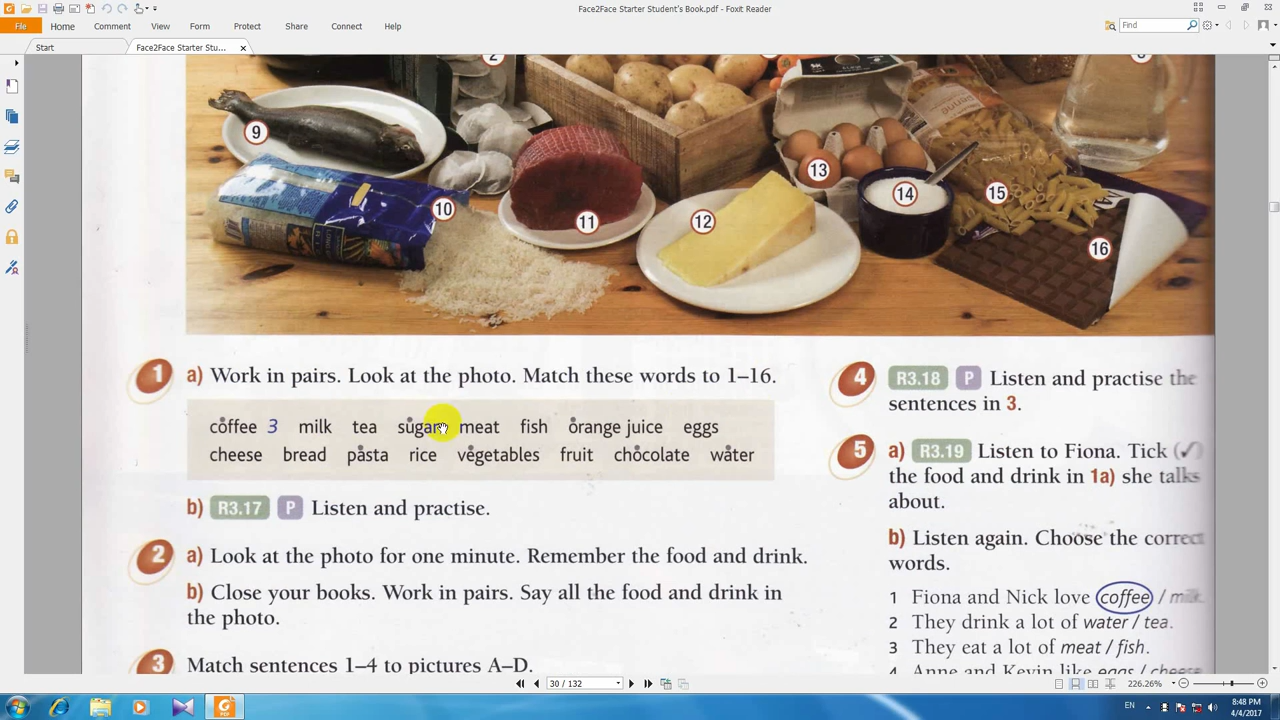 Face2Face Starter Student's Book.pdf - Foxit Reader
File Home Comment View Form Protect Share Connect Help
Find
Start
Face2Face Starter Stu...
2
9
10
11
12
13
14
15
16
1
a) Work in pairs. Look at the photo. Match these words to 1–16.
coffee 3 milk tea sugar meat fish orange juice eggs
cheese bread pasta rice vegetables fruit chocolate water
b) R3.17 P Listen and practise.
2
a) Look at the photo for one minute. Remember the food and drink.
b) Close your books. Work in pairs. Say all the food and drink in
the photo.
3
Match sentences 1–4 to pictures A–D.
4
R3.18 P Listen and practise the
sentences in 3.
5
a) R3.19 Listen to Fiona. Tick (✓)
the food and drink in 1a) she talks
about.
b) Listen again. Choose the correct
words.
1 Fiona and Nick love coffee / milk.
2 They drink a lot of water / tea.
3 They eat a lot of meat / fish.
4 Anne and Kevin like eggs / cheese
30 / 132
226.26%
EN
8:48 PM
4/4/2017